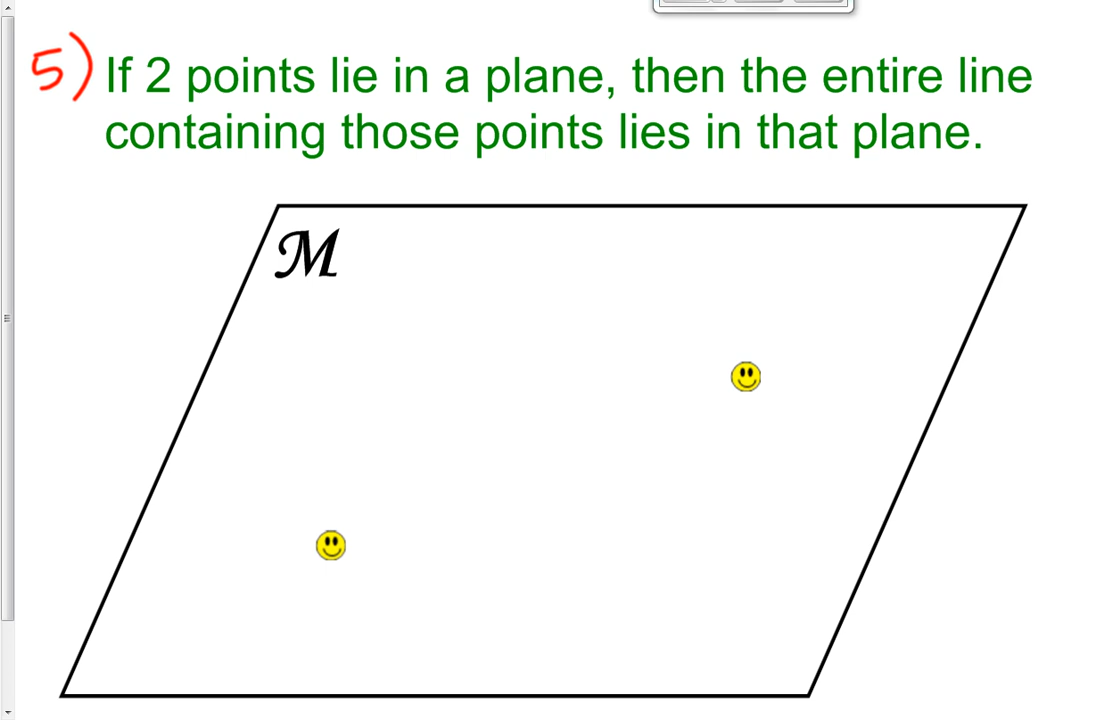 5) If 2 points lie in a plane, then the entire line
containing those points lies in that plane.
M